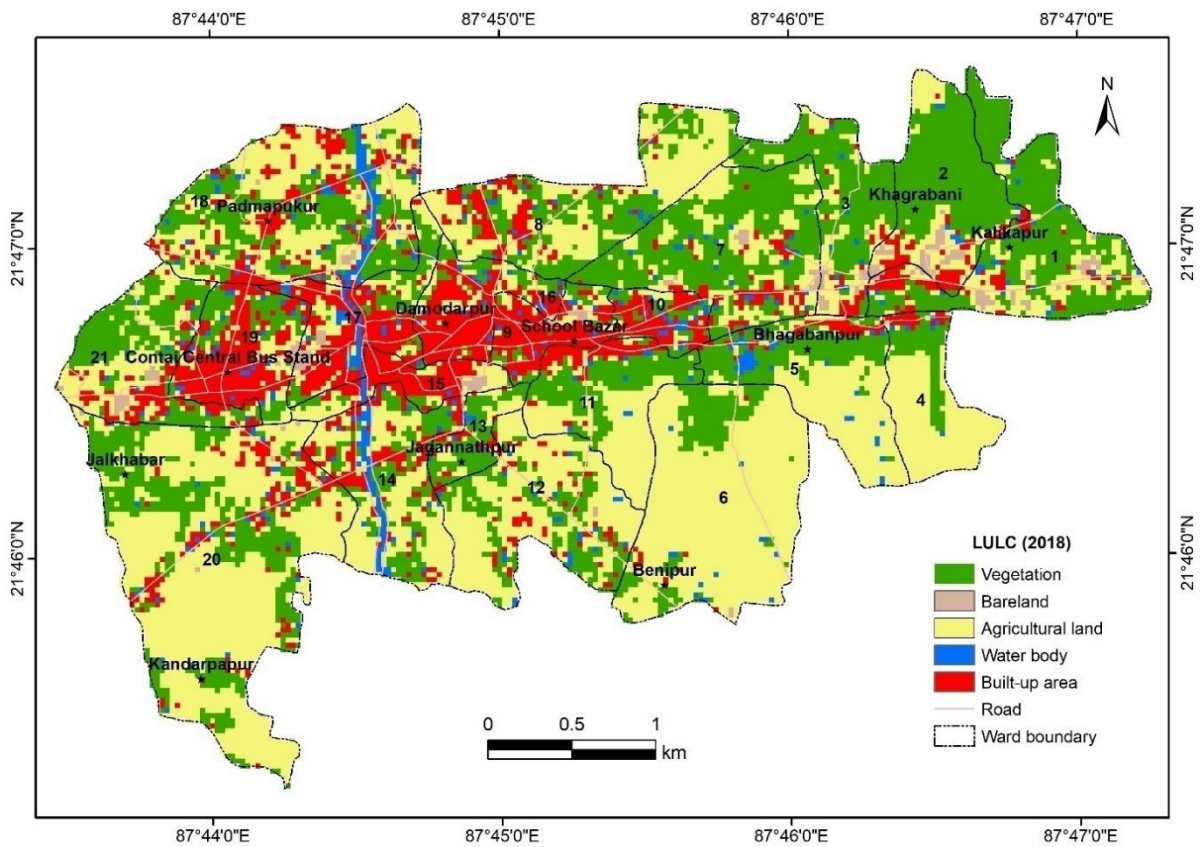 87°44'0"E 87°45'0"E 87°46'0"E 87°47'0"E
N
2
Khagrabani
18
Padmapukur
3
8
Kalikapur
21°47'0"N
21°47'0"N
7
1
16
10
17
Damodarpur
9
School Bazar
19
Bhagabanpur
21
Contai Central Bus Stand
5
15
4
11
13
Jagannathpur
Jalkhabar
14
12
6
21°46'0"N
21°46'0"N
20
Benipur
LULC (2018)
Vegetation
Bareland
Agricultural land
Water body
Built-up area
Road
Ward boundary
Kandarpapur
0 0.5 1
km
87°44'0"E 87°45'0"E 87°46'0"E 87°47'0"E